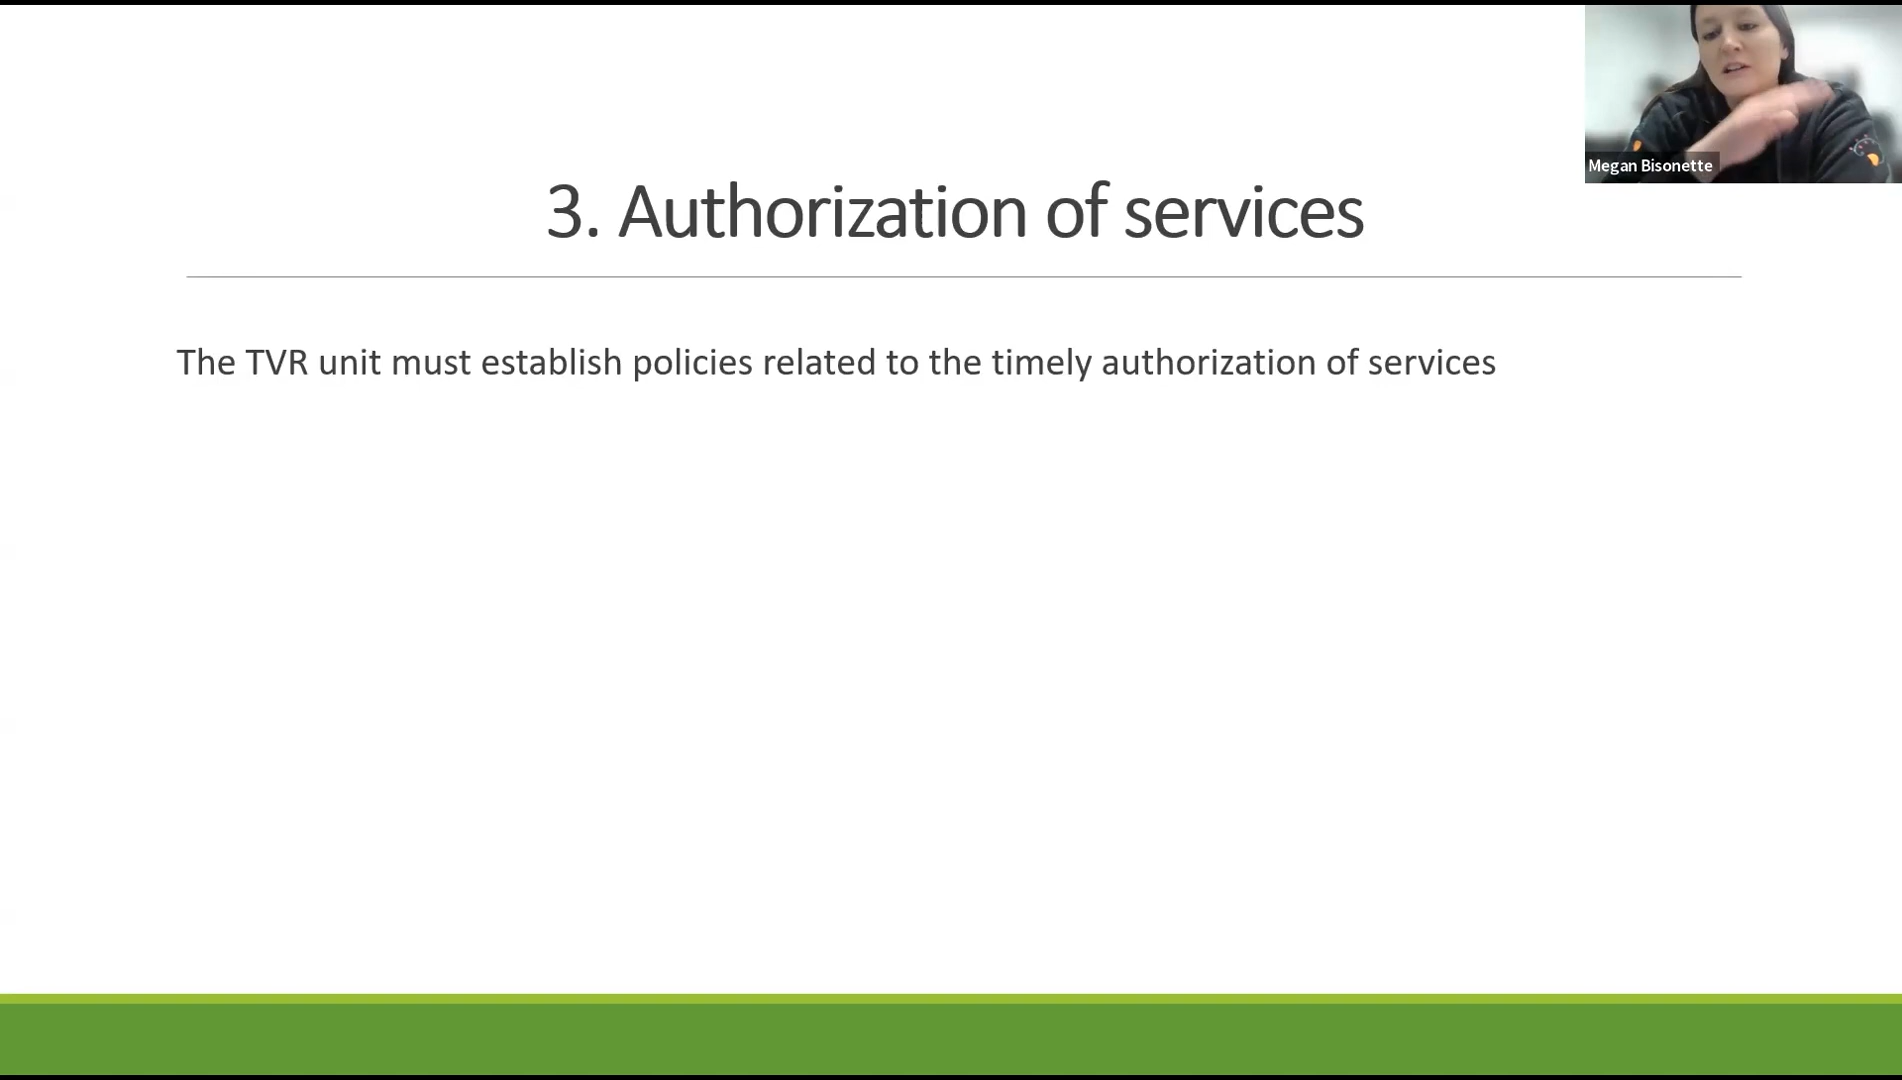 Megan Bisonette
3. Authorization of services
The TVR unit must establish policies related to the timely authorization of services